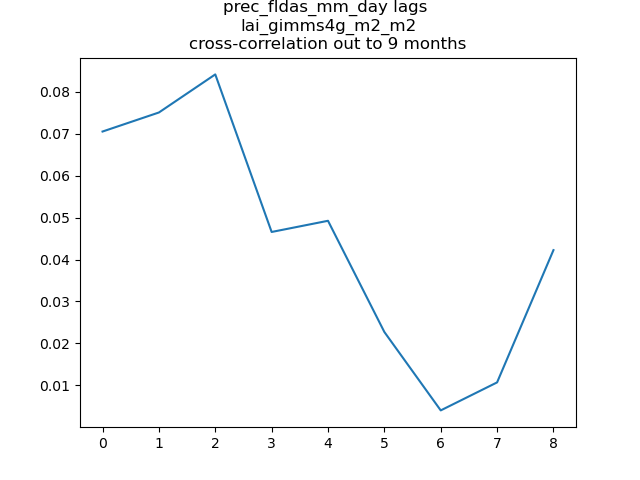 prec_fldas_mm_day lags
lai_gimms4g_m2_m2
cross-correlation out to 9 months
0.08
0.07
0.06
0.05
0.04
0.03
0.02
0.01
0 1 2 3 4 5 6 7 8